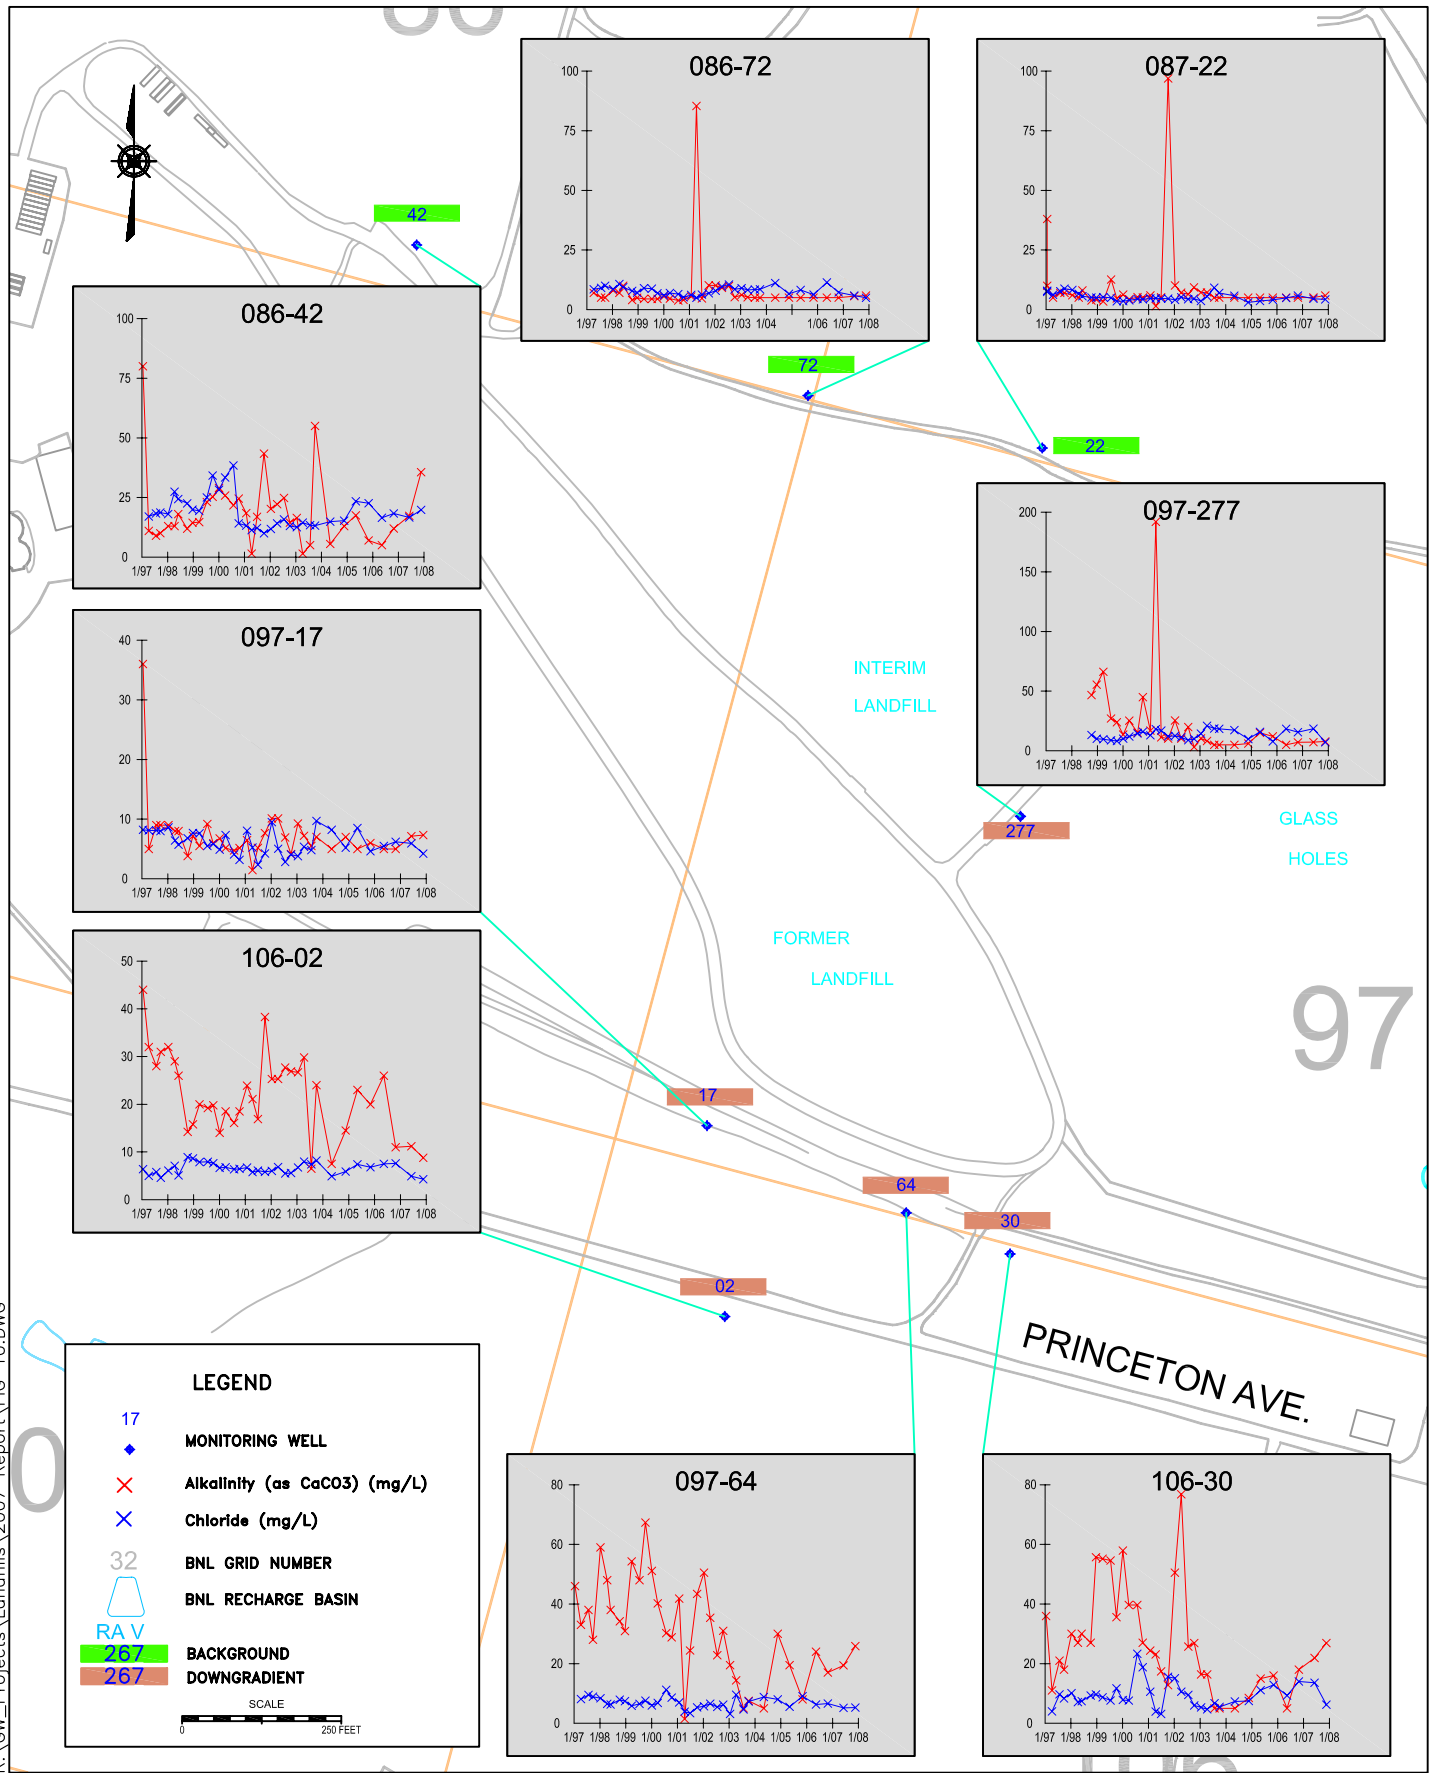 086-72
100
75
50
25
0
1/97 1/98 1/99 1/00 1/01 1/02 1/03 1/04 1/06 1/07 1/08
087-22
100
75
50
25
0
1/97 1/98 1/99 1/00 1/01 1/02 1/03 1/04 1/05 1/06 1/07 1/08
42
086-42
100
75
50
25
0
1/97 1/98 1/99 1/00 1/01 1/02 1/03 1/04 1/05 1/06 1/07 1/08
72
22
097-277
200
150
100
50
0
1/97 1/98 1/99 1/00 1/01 1/02 1/03 1/04 1/05 1/06 1/07 1/08
097-17
40
30
20
10
0
1/97 1/98 1/99 1/00 1/01 1/02 1/03 1/04 1/05 1/06 1/07 1/08
INTERIM
LANDFILL
277
GLASS
HOLES
106-02
50
40
30
20
10
0
1/97 1/98 1/99 1/00 1/01 1/02 1/03 1/04 1/05 1/06 1/07 1/08
FORMER
LANDFILL
97
17
64
30
02
PRINCETON AVE.
LEGEND
17
MONITORING WELL
Alkalinity (as CaCO3) (mg/L)
Chloride (mg/L)
32 BNL GRID NUMBER
BNL RECHARGE BASIN
RA V
267 BACKGROUND
267 DOWNGRADIENT
SCALE
0 250 FEET
097-64
80
60
40
20
0
1/97 1/98 1/99 1/00 1/01 1/02 1/03 1/04 1/05 1/06 1/07 1/08
106-30
80
60
40
20
0
1/97 1/98 1/99 1/00 1/01 1/02 1/03 1/04 1/05 1/06 1/07 1/08